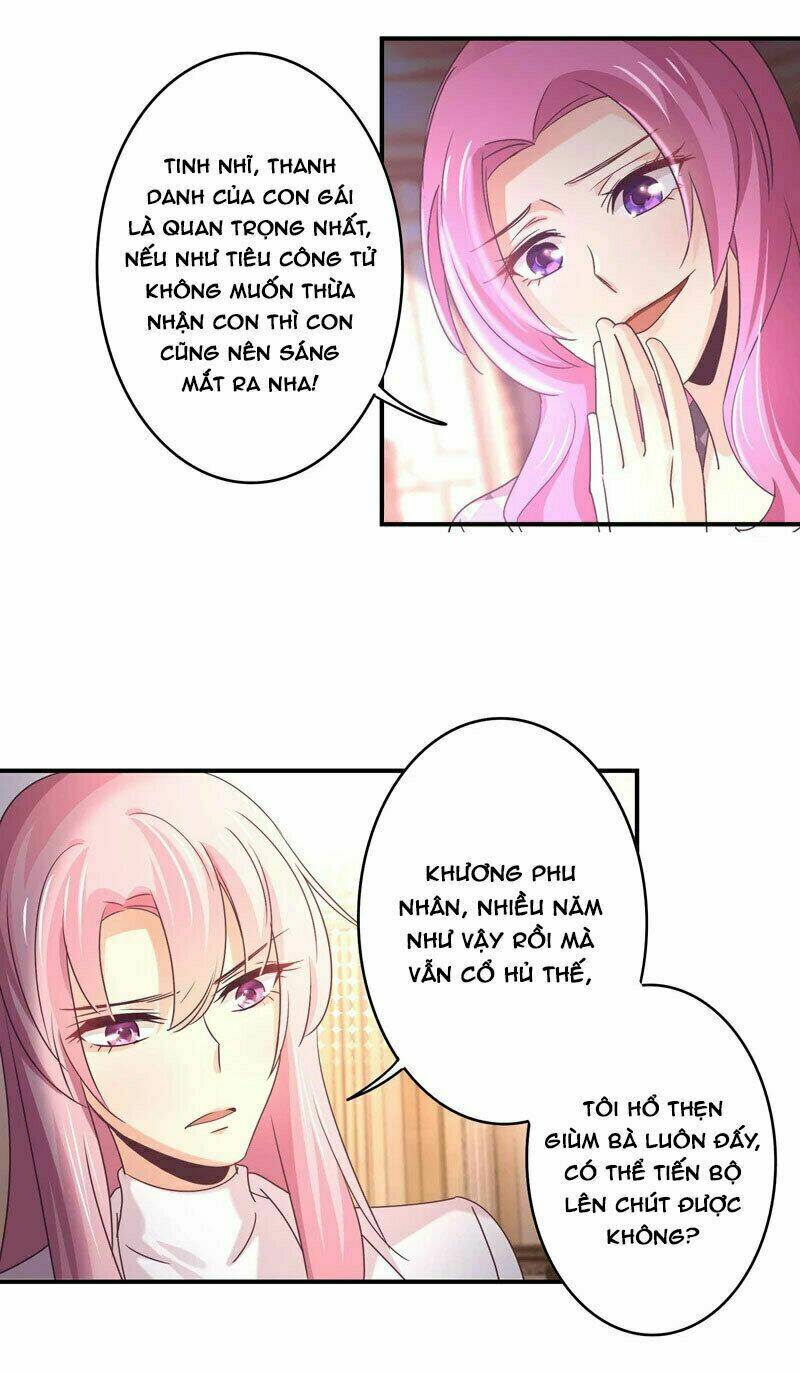 TINH NHĨ, THANH
DANH CỦA CON GÁI
LÀ QUAN TRỌNG NHẤT,
NẾU NHƯ TIÊU CÔNG TỬ
KHÔNG MUỐN THỪA
NHẬN CON THÌ CON
CŨNG NÊN SÁNG
MẮT RA NHA!
KHƯƠNG PHU
NHÂN, NHIỀU NĂM
NHƯ VẬY RỒI MÀ
VẪN CỔ HỦ THẾ,
TÔI HỔ THẸN
GIÙM BÀ LUÔN ĐẤY,
CÓ THỂ TIẾN BỘ
LÊN CHÚT ĐƯỢC
KHÔNG?